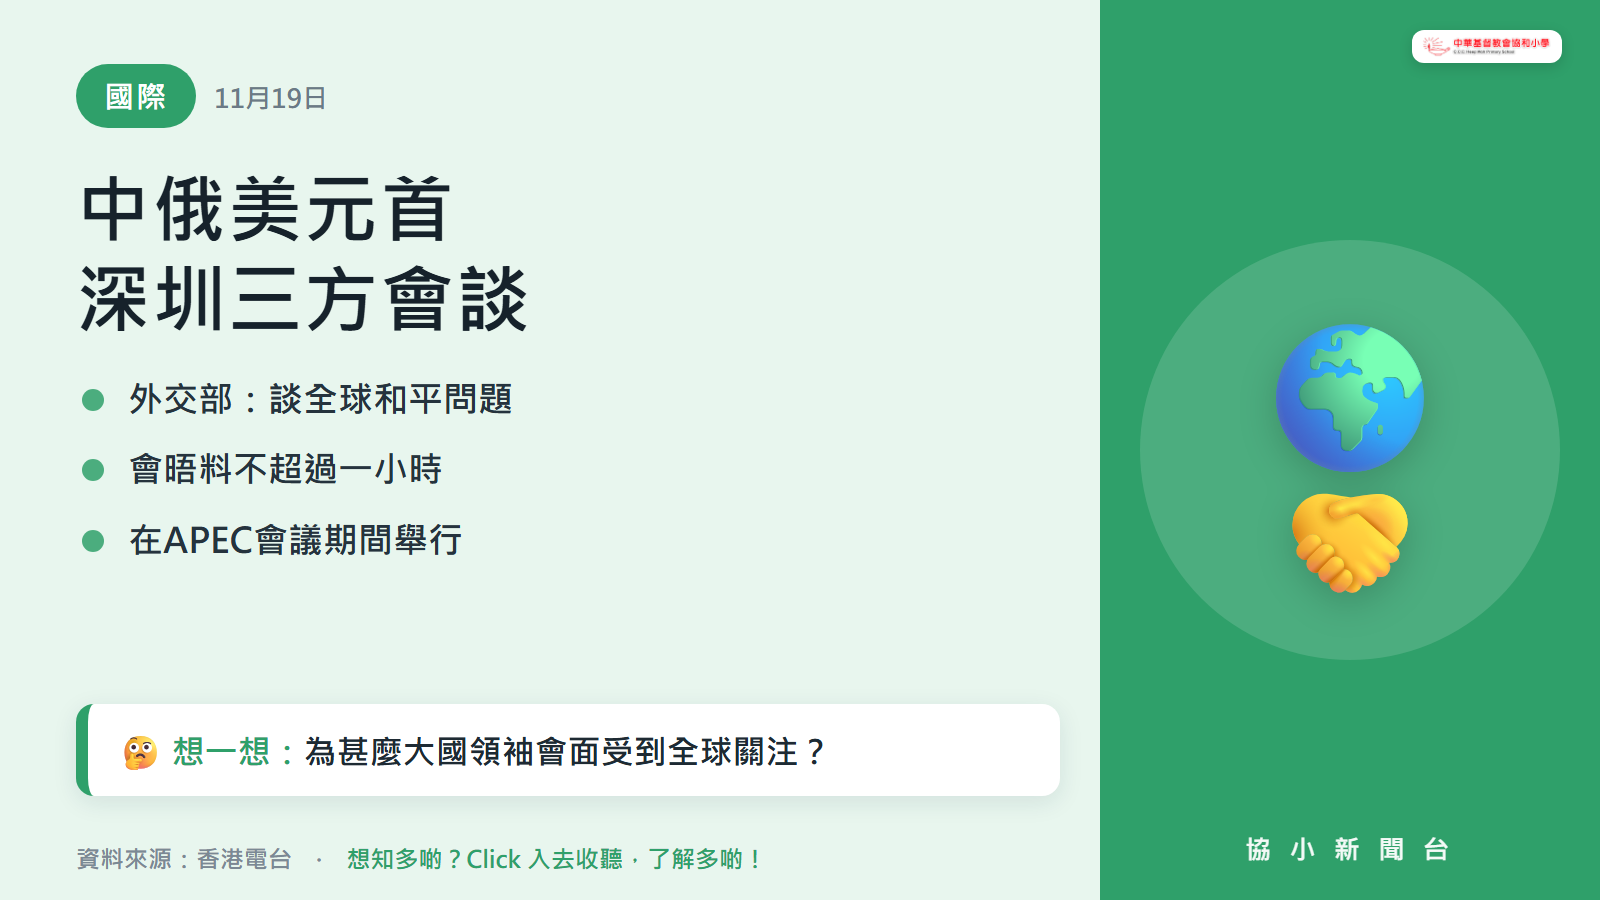 中華基督教會協和小學
國際 11月19日
中俄美元首
深圳三方會談
外交部：談全球和平問題
會晤料不超過一小時
在APEC會議期間舉行
想一想：為甚麼大國領袖會面受到全球關注？
資料來源：香港電台 · 想知多啲？Click 入去收聽，了解多啲！
協小新聞台